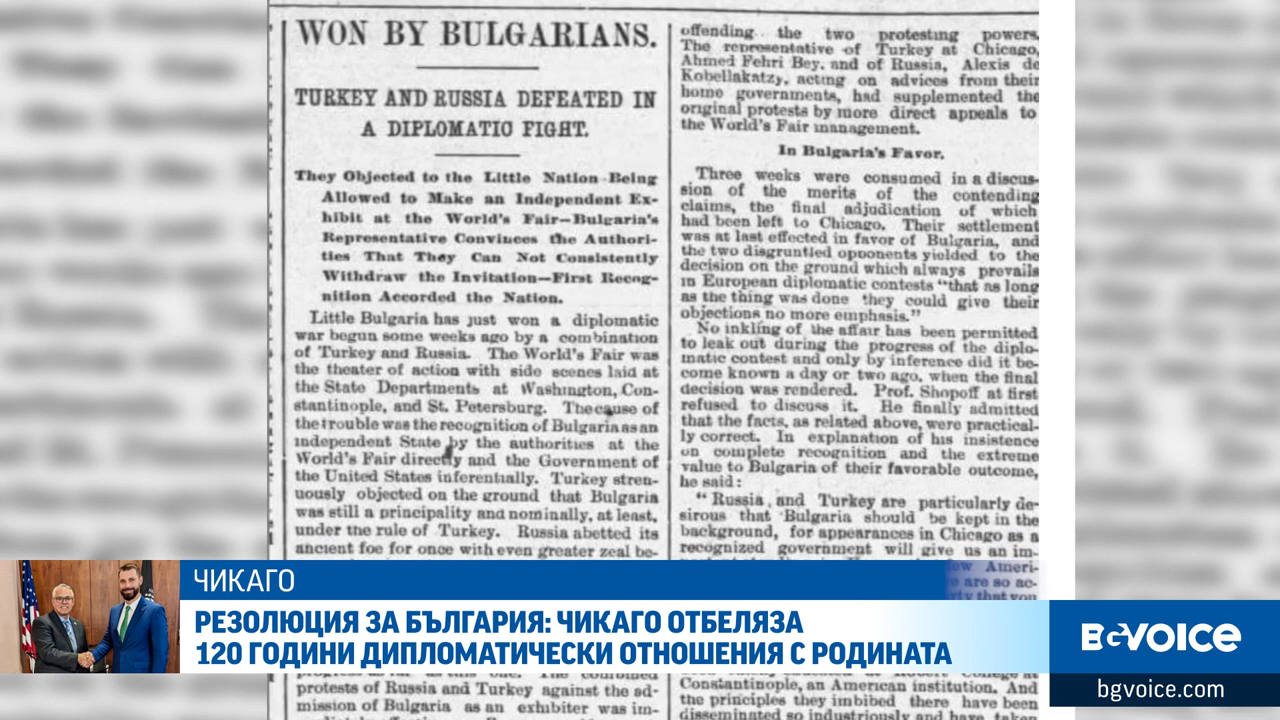 WON BY BULGARIANS.
TURKEY AND RUSSIA DEFEATED IN
A DIPLOMATIC FIGHT.
They Objected to the Little Nation Being
Allowed to Make an Independent Ex-
hibit at the World's Fair—Bulgaria's
Representative Convinces the Authori-
ties That They Can Not Consistently
Withdraw the Invitation—First Recog-
nition Accorded the Nation.
Little Bulgaria has just won a diplomatic
war begun some weeks ago by a combination
of Turkey and Russia. The World's Fair was
the theater of action with side scenes laid at
the State Departments at Washington, Con-
stantinople, and St. Petersburg. The cause of
the trouble was the recognition of Bulgaria as an
independent State by the authorities at the
World's Fair directly and the Government of
the United States inferentially. Turkey stren-
uously objected on the ground that Bulgaria
was still a principality and nominally, at least,
under the rule of Turkey. Russia abetted its
ancient foe for once with even greater zeal be-
protests of Russia and Turkey against the ad-
mission of Bulgaria as an exhibiter was im-
offending the two protesting powers.
The representative of Turkey at Chicago,
Ahmed Fehri Bey, and of Russia, Alexis de
Kobellakatzy, acting on advices from their
home governments, had supplemented the
original protests by more direct appeals to
the World's Fair management.
In Bulgaria's Favor.
Three weeks were consumed in a discus-
sion of the merits of the contending
claims, the final adjudication of which
had been left to Chicago. Their settlement
was at last effected in favor of Bulgaria, and
the two disgruntled opponents yielded to the
decision on the ground which always prevails
in European diplomatic contests "that as long
as the thing was done they could give their
objections no more emphasis."
No inkling of the affair has been permitted
to leak out during the progress of the diplo-
matic contest and only by inference did it be-
come known a day or two ago, when the final
decision was rendered. Prof. Shopoff at first
refused to discuss it. He finally admitted
that the facts, as related above, were practical-
ly correct. In explanation of his insistence
on complete recognition and the extreme
value to Bulgaria of their favorable outcome,
he said:
"Russia and Turkey are particularly de-
sirous that Bulgaria should be kept in the
background, for appearances in Chicago as a
recognized government will give us an im-
Ameri-
are so ac-
that you
Constantinople, an American institution. And
the principles they imbibed there have been
disseminated so industriously and have taken
ЧИКАГО
РЕЗОЛЮЦИЯ ЗА БЪЛГАРИЯ: ЧИКАГО ОТБЕЛЯЗА
120 ГОДИНИ ДИПЛОМАТИЧЕСКИ ОТНОШЕНИЯ С РОДИНАТА
BGVOICE
bgvoice.com